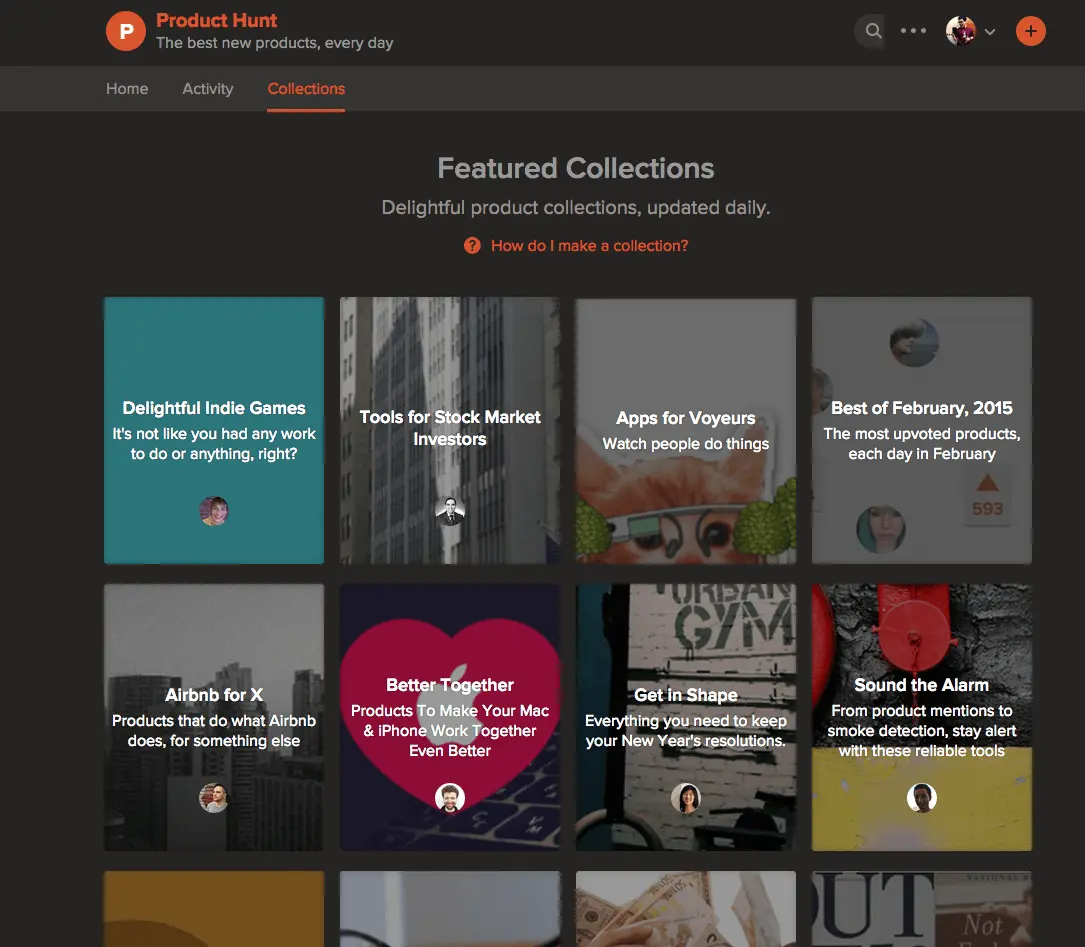 P
Product Hunt
The best new products, every day
Home
Activity
Collections
Featured Collections
Delightful product collections, updated daily.
? How do I make a collection?
Delightful Indie Games
It's not like you had any work
to do or anything, right?
Tools for Stock Market
Investors
Apps for Voyeurs
Watch people do things
Best of February, 2015
The most upvoted products,
each day in February
593
Airbnb for X
Products that do what Airbnb
does, for something else
Better Together
Products To Make Your Mac
& iPhone Work Together
Even Better
URBAN
GYM
Get in Shape
Everything you need to keep
your New Year's resolutions.
Sound the Alarm
From product mentions to
smoke detection, stay alert
with these reliable tools
OUT
Not